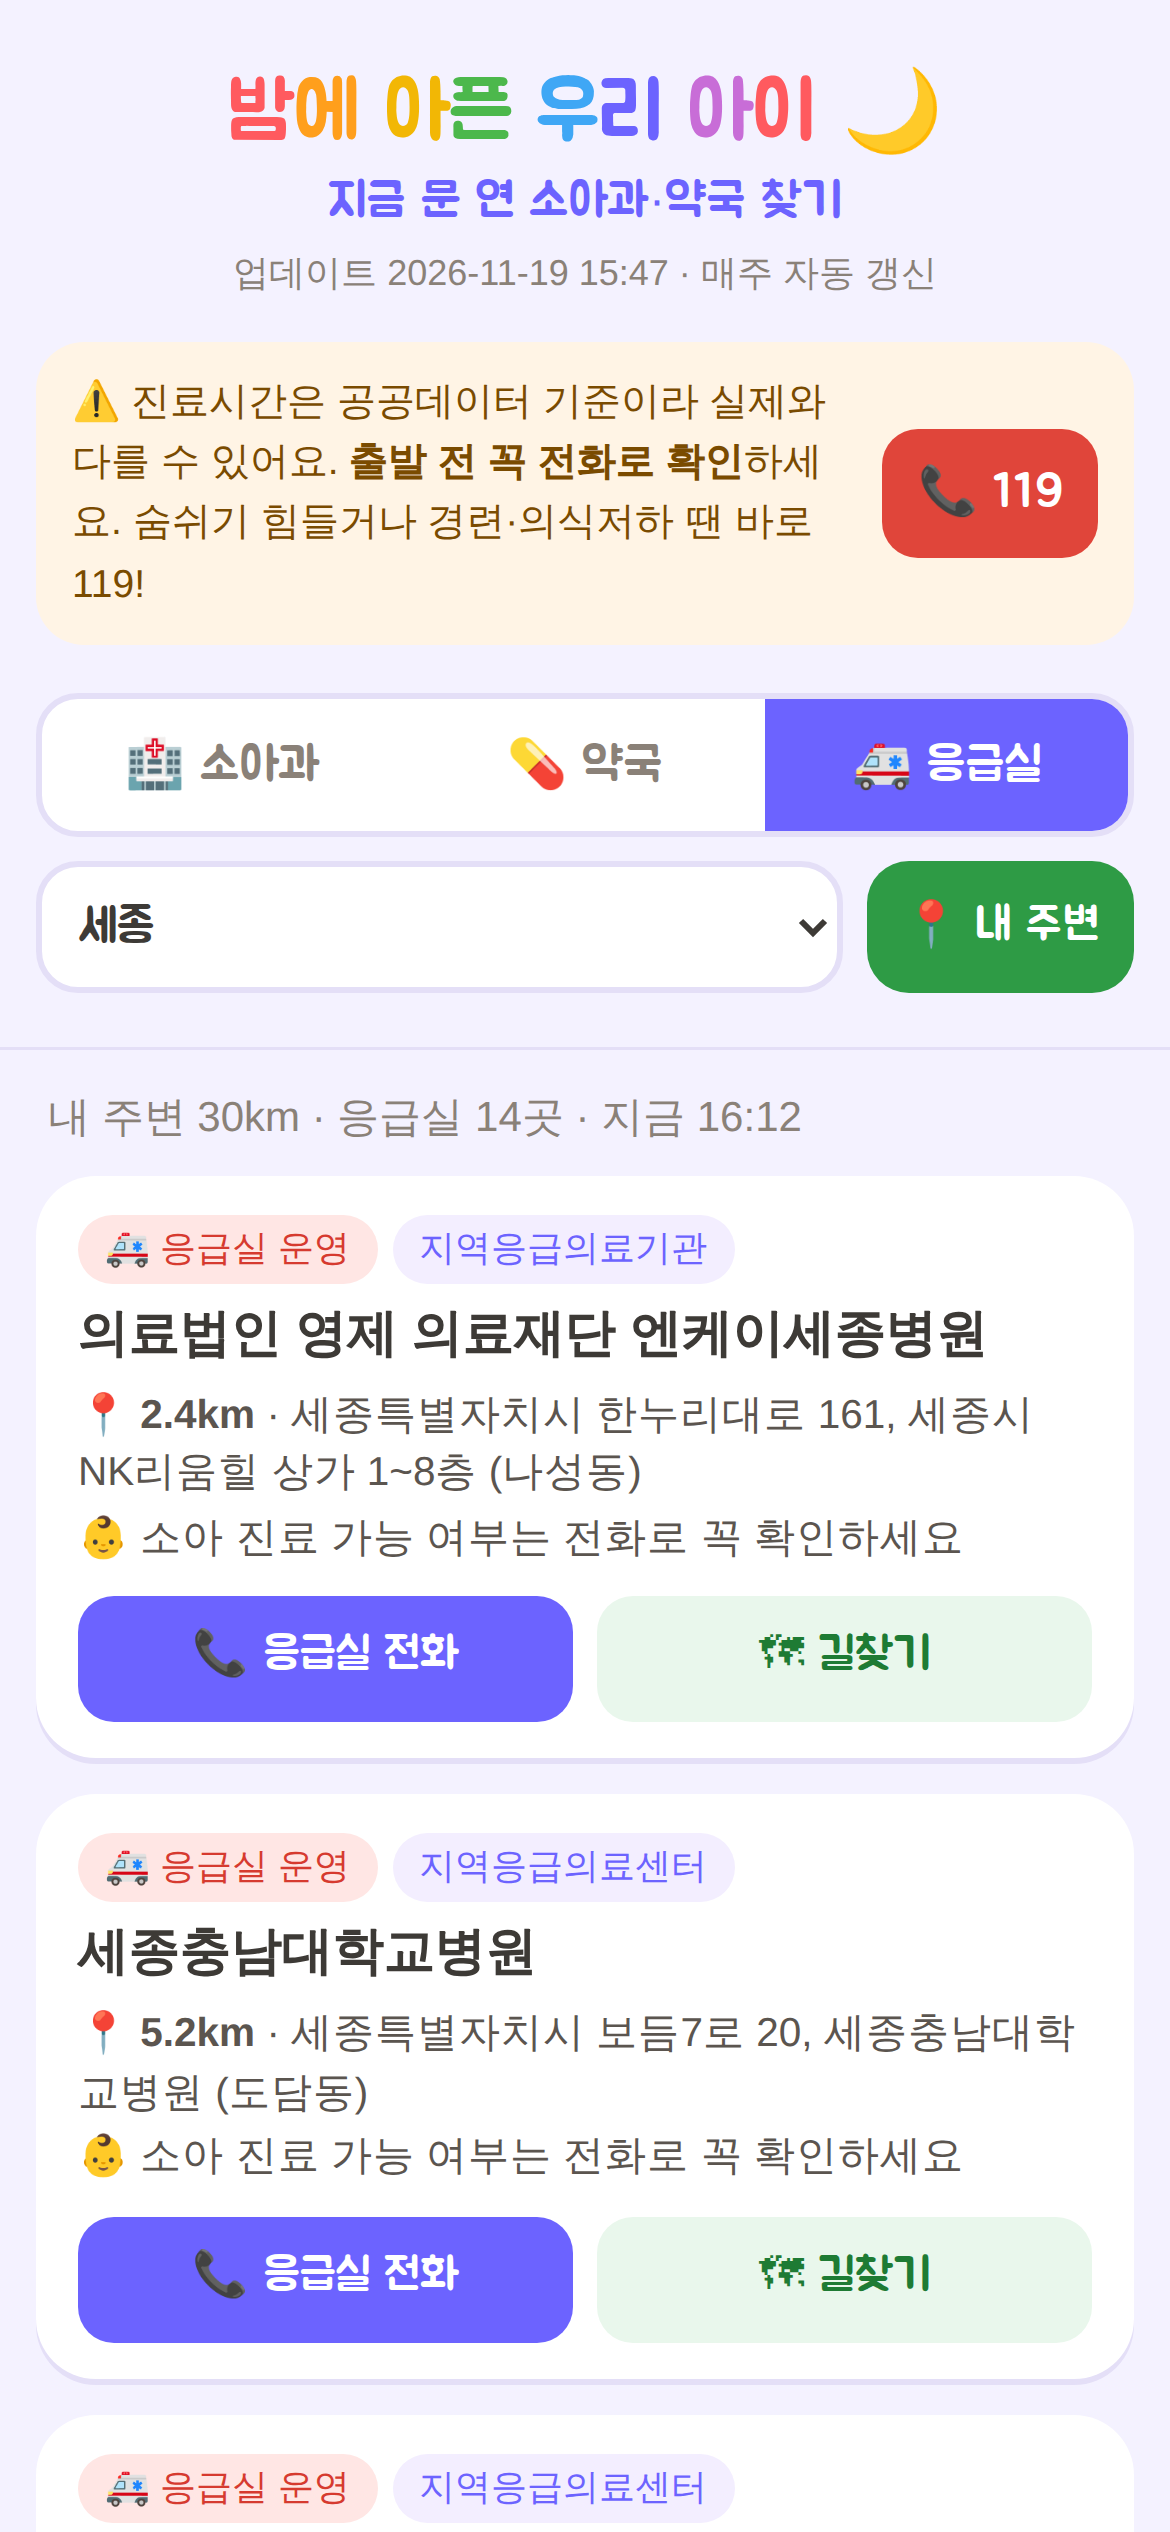 밤에 아픈 우리 아이 🌙
지금 문 연 소아과·약국 찾기
업데이트 2026-11-19 15:47 · 매주 자동 갱신
⚠️ 진료시간은 공공데이터 기준이라 실제와
다를 수 있어요. 출발 전 꼭 전화로 확인하세
요. 숨쉬기 힘들거나 경련·의식저하 땐 바로
119!
📞 119
🏥 소아과
💊 약국
🚑 응급실
세종
📍 내 주변
내 주변 30km · 응급실 14곳 · 지금 16:12
🚑 응급실 운영
지역응급의료기관
의료법인 영제 의료재단 엔케이세종병원
📍 2.4km · 세종특별자치시 한누리대로 161, 세종시
NK리움힐 상가 1~8층 (나성동)
👶 소아 진료 가능 여부는 전화로 꼭 확인하세요
📞 응급실 전화
🗺 길찾기
🚑 응급실 운영
지역응급의료센터
세종충남대학교병원
📍 5.2km · 세종특별자치시 보듬7로 20, 세종충남대학
교병원 (도담동)
👶 소아 진료 가능 여부는 전화로 꼭 확인하세요
📞 응급실 전화
🗺 길찾기
🚑 응급실 운영
지역응급의료센터